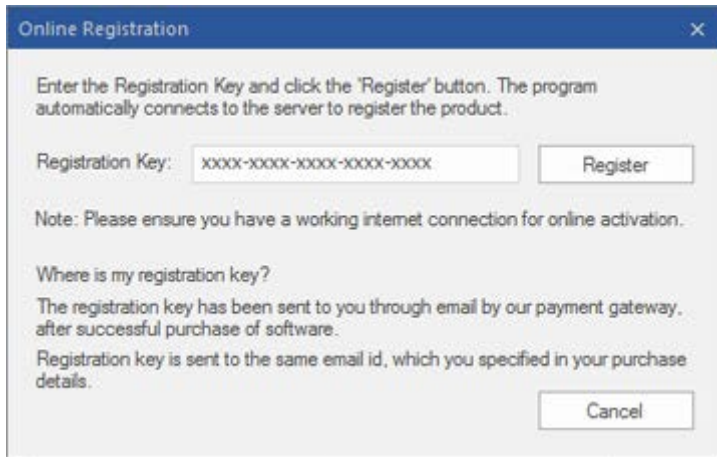 Online Registration
Enter the Registration Key and click the 'Register' button. The program
automatically connects to the server to register the product.
Registration Key: xxxx-xxxx-xxxx-xxxx-xxxx Register
Note: Please ensure you have a working internet connection for online activation.
Where is my registration key?
The registration key has been sent to you through email by our payment gateway,
after successful purchase of software.
Registration key is sent to the same email id, which you specified in your purchase
details.
Cancel